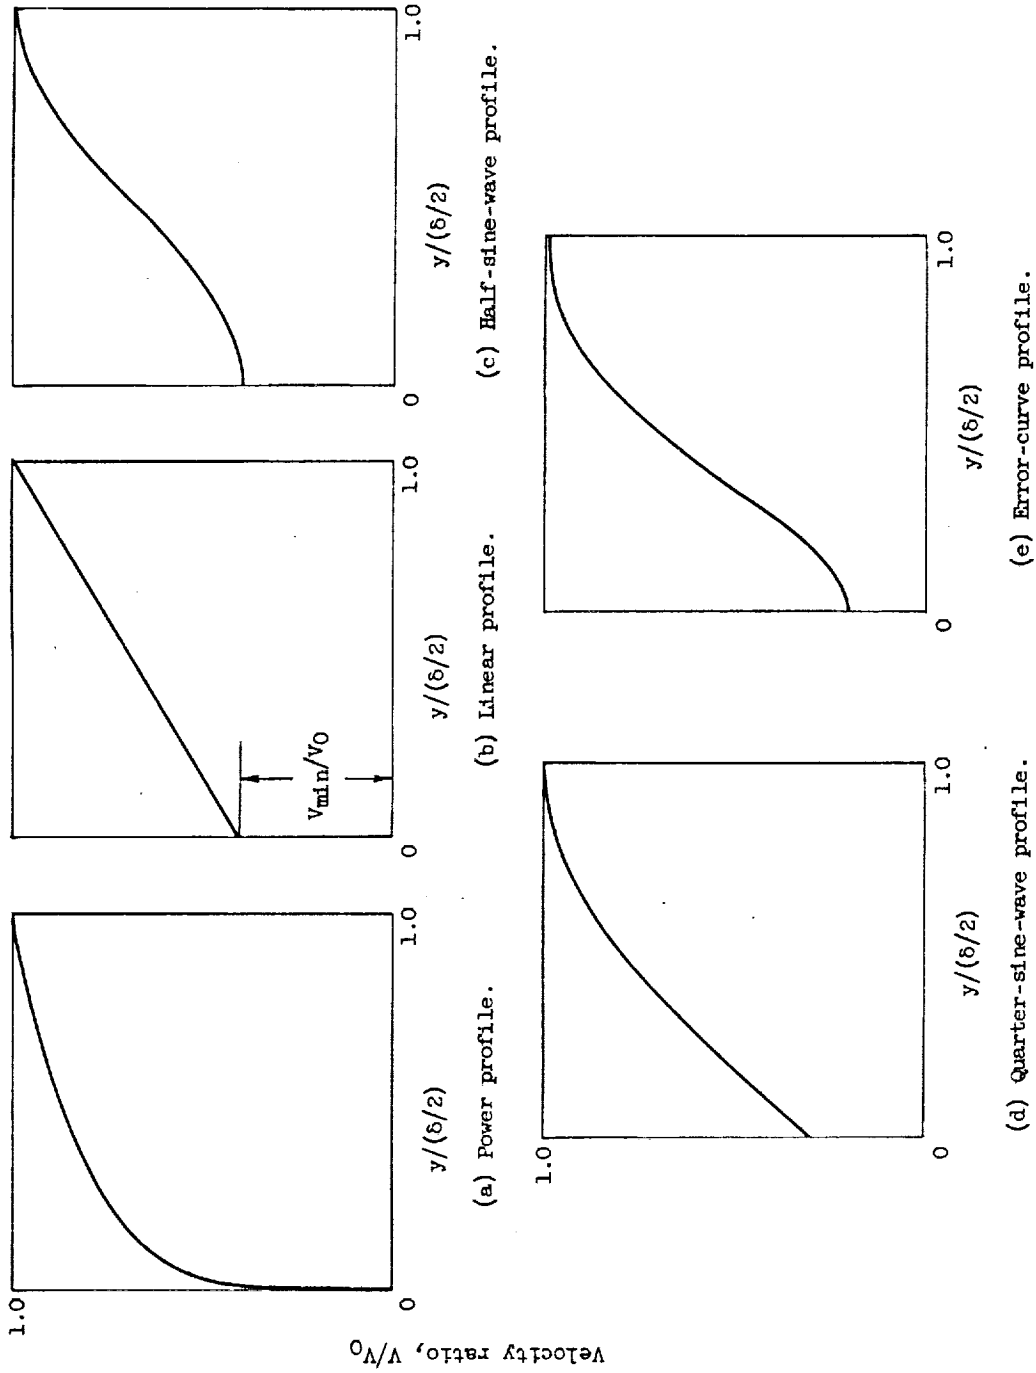 Velocity ratio, V/V0
1.0
0
1.0
y/(δ/2)
(a) Power profile.
Vmin/V0
0
1.0
y/(δ/2)
(b) Linear profile.
0
1.0
y/(δ/2)
(c) Half-sine-wave profile.
1.0
0
1.0
y/(δ/2)
(d) Quarter-sine-wave profile.
0
1.0
y/(δ/2)
(e) Error-curve profile.